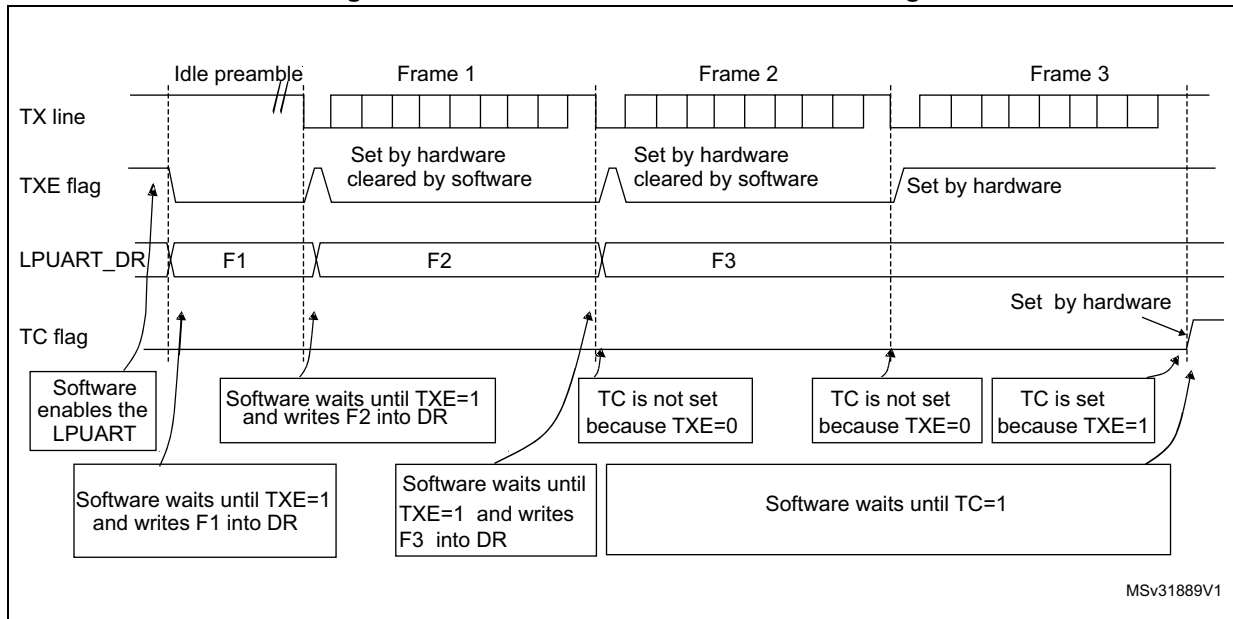 Idle preamble Frame 1 Frame 2 Frame 3
TX line
Set by hardware
cleared by software
Set by hardware
cleared by software
TXE flag
Set by hardware
LPUART_DR F1 F2 F3
Set by hardware
TC flag
Software
enables the
LPUART
Software waits until TXE=1
and writes F2 into DR
TC is not set
because TXE=0
TC is not set
because TXE=0
TC is set
because TXE=1
Software waits until TXE=1
and writes F1 into DR
Software waits until
TXE=1 and writes
F3 into DR
Software waits until TC=1
MSv31889V1